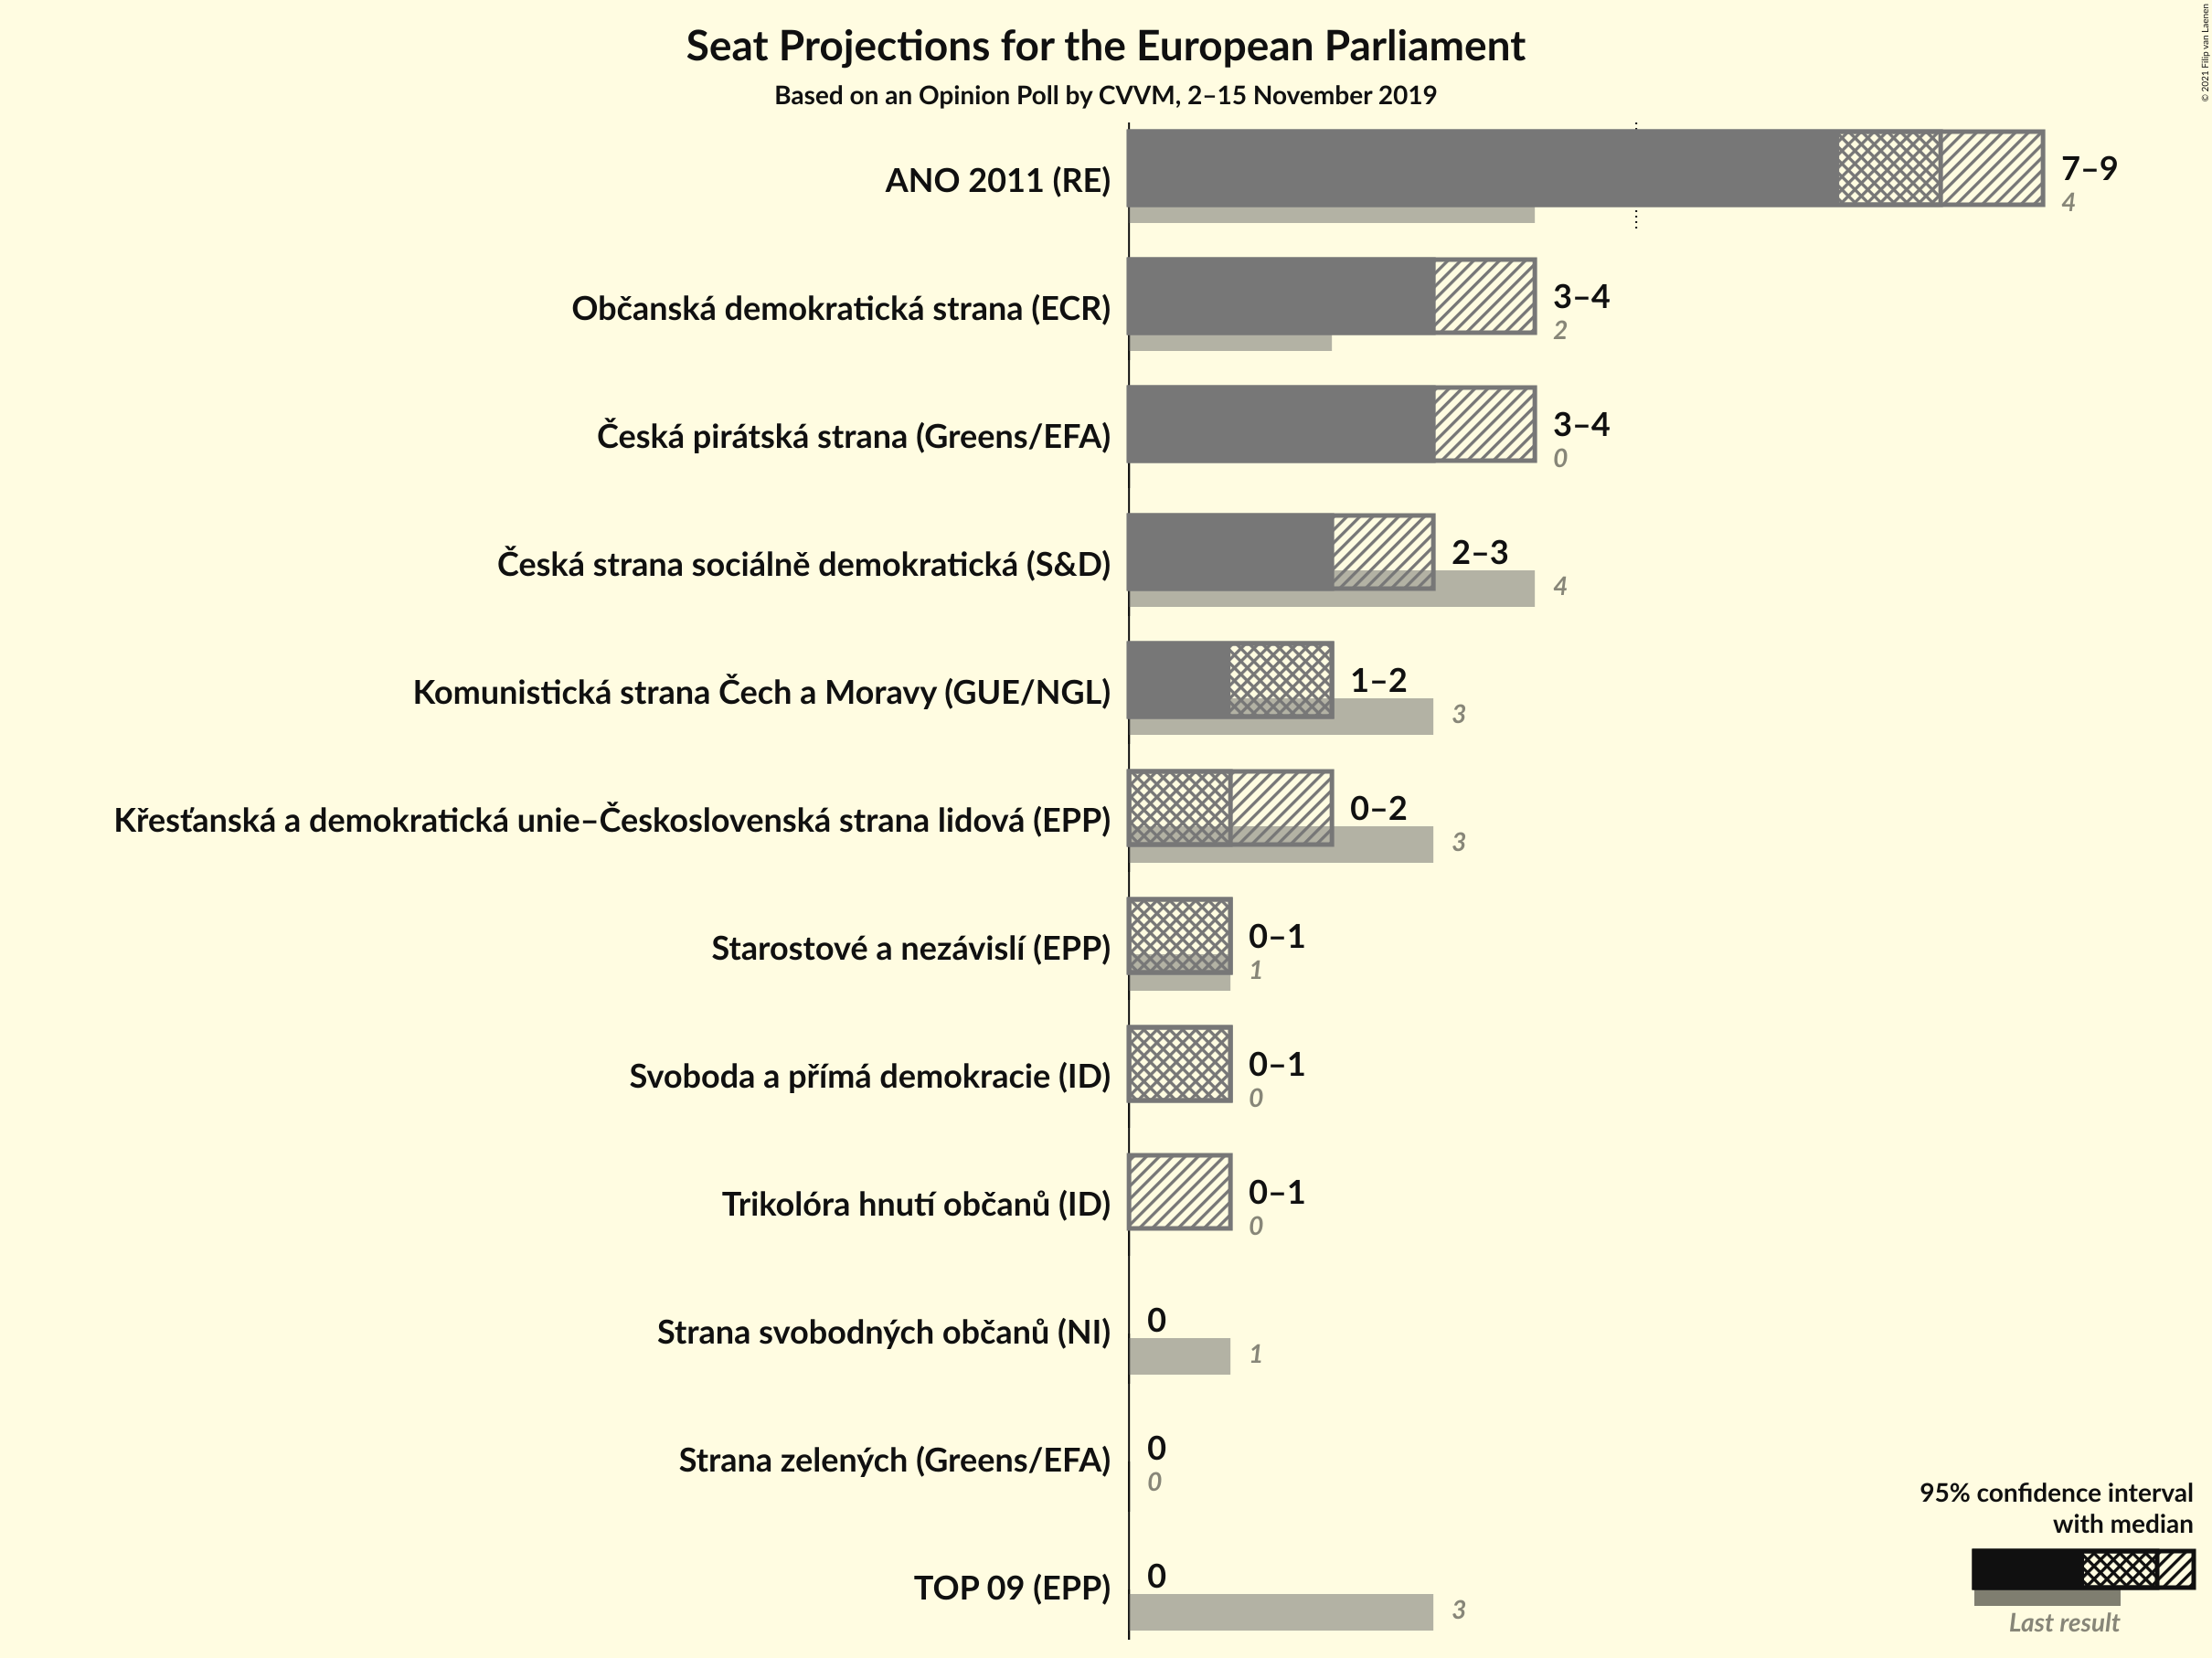 Seat Projections for the European Parliament
Based on an Opinion Poll by CVVM, 2–15 November 2019
© 2021 Filip van Laenen
ANO 2011 (RE)
7–9
4
Občanská demokratická strana (ECR)
3–4
2
Česká pirátská strana (Greens/EFA)
3–4
0
Česká strana sociálně demokratická (S&D)
2–3
4
Komunistická strana Čech a Moravy (GUE/NGL)
1–2
3
Křesťanská a demokratická unie–Československá strana lidová (EPP)
0–2
3
Starostové a nezávislí (EPP)
0–1
1
Svoboda a přímá demokracie (ID)
0–1
0
Trikolóra hnutí občanů (ID)
0–1
0
Strana svobodných občanů (NI)
0
1
Strana zelených (Greens/EFA)
0
0
TOP 09 (EPP)
0
3
95% confidence interval
with median
Last result